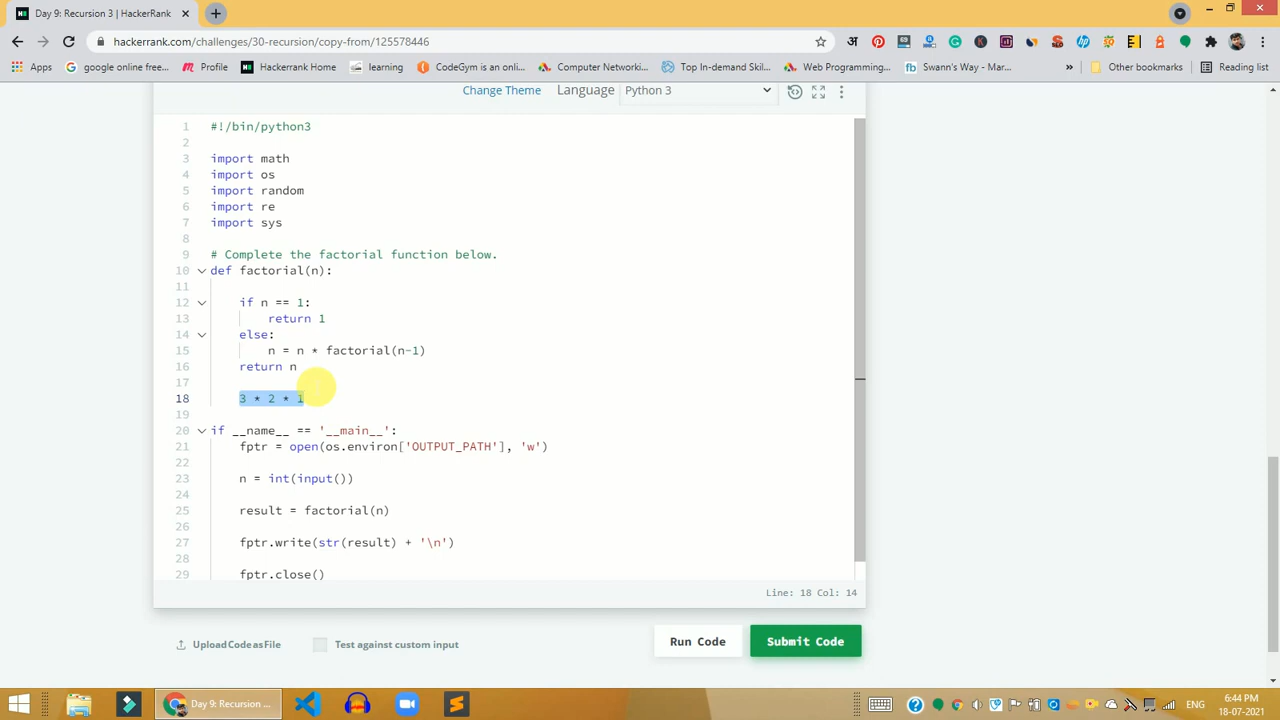 Day 9: Recursion 3 | HackerRank
hackerrank.com/challenges/30-recursion/copy-from/125578446
Apps google online free... Profile Hackerrank Home learning CodeGym is an onli... Computer Networki... Top In-demand Skil... Web Programming... Swann's Way - Mar... » Other bookmarks Reading list
Change Theme Language Python 3
1 #!/bin/python3
2
3 import math
4 import os
5 import random
6 import re
7 import sys
8
9 # Complete the factorial function below.
10 def factorial(n):
11
12 if n == 1:
13 return 1
14 else:
15 n = n * factorial(n-1)
16 return n
17
18 3 * 2 * 1
19
20 if __name__ == '__main__':
21 fptr = open(os.environ['OUTPUT_PATH'], 'w')
22
23 n = int(input())
24
25 result = factorial(n)
26
27 fptr.write(str(result) + '\n')
28
29 fptr.close()
Line: 18 Col: 14
Upload Code as File Test against custom input Run Code Submit Code
Day 9: Recursion ... ENG 6:44 PM
18-07-2021